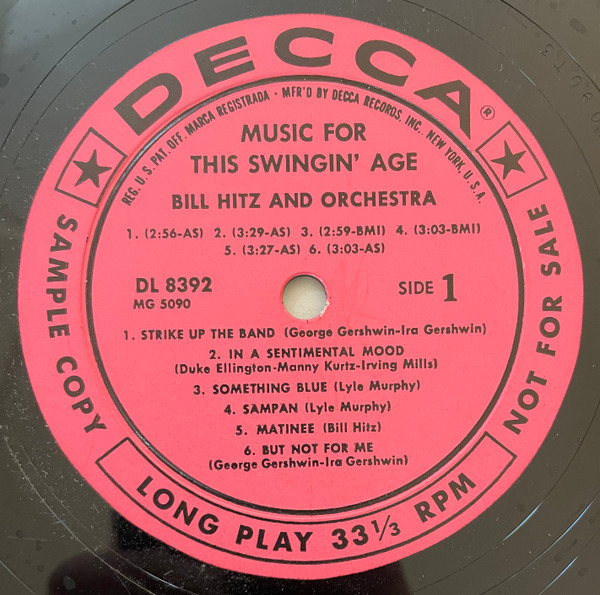 DECCA®
REG. U.S. PAT. OFF. MARCA REGISTRADA • MFR'D BY DECCA RECORDS, INC., NEW YORK, U.S.A.
MUSIC FOR
THIS SWINGIN' AGE
BILL HITZ AND ORCHESTRA
1. (2:56-AS) 2. (3:29-AS) 3. (2:59-BMI) 4. (3:03-BMI)
5. (3:27-AS) 6. (3:03-AS)
DL 8392
MG 5090
SIDE 1
1. STRIKE UP THE BAND (George Gershwin-Ira Gershwin)
2. IN A SENTIMENTAL MOOD
(Duke Ellington-Manny Kurtz-Irving Mills)
3. SOMETHING BLUE (Lyle Murphy)
4. SAMPAN (Lyle Murphy)
5. MATINEE (Bill Hitz)
6. BUT NOT FOR ME
(George Gershwin-Ira Gershwin)
SAMPLE COPY
NOT FOR SALE
LONG PLAY 33⅓ RPM